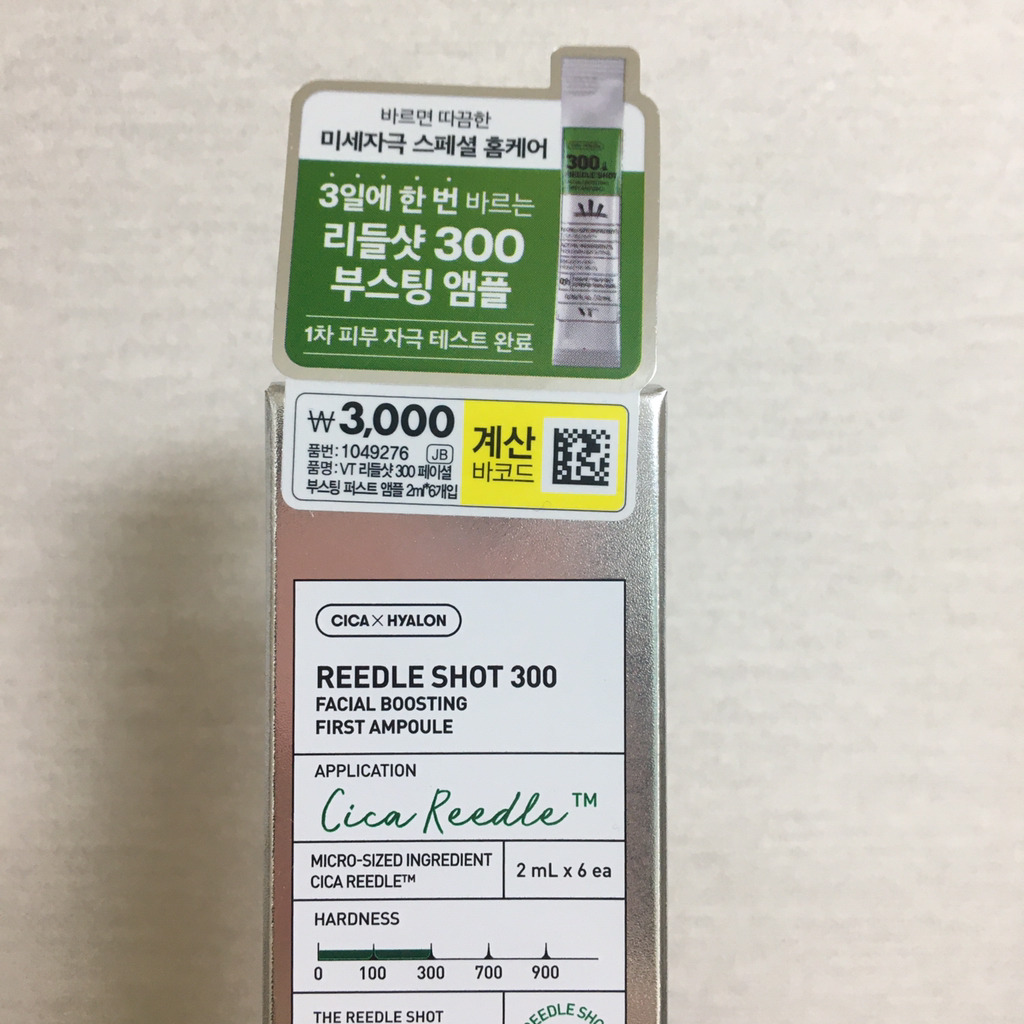 바르면 따끔한
미세자극 스페셜 홈케어
3일에 한 번 바르는
리들샷 300
부스팅 앰플
1차 피부 자극 테스트 완료
300
REEDLE SHOT
VT
₩3,000
품번:1049276 JB
품명:VT 리들샷 300 페이셜
부스팅 퍼스트 앰플 2ml*6개입
계산
바코드
CICA×HYALON
REEDLE SHOT 300
FACIAL BOOSTING
FIRST AMPOULE
APPLICATION
Cica Reedle™
MICRO-SIZED INGREDIENT
CICA REEDLE™
2 mL x 6 ea
HARDNESS
0 100 300 700 900
THE REEDLE SHOT
REEDLE SHO